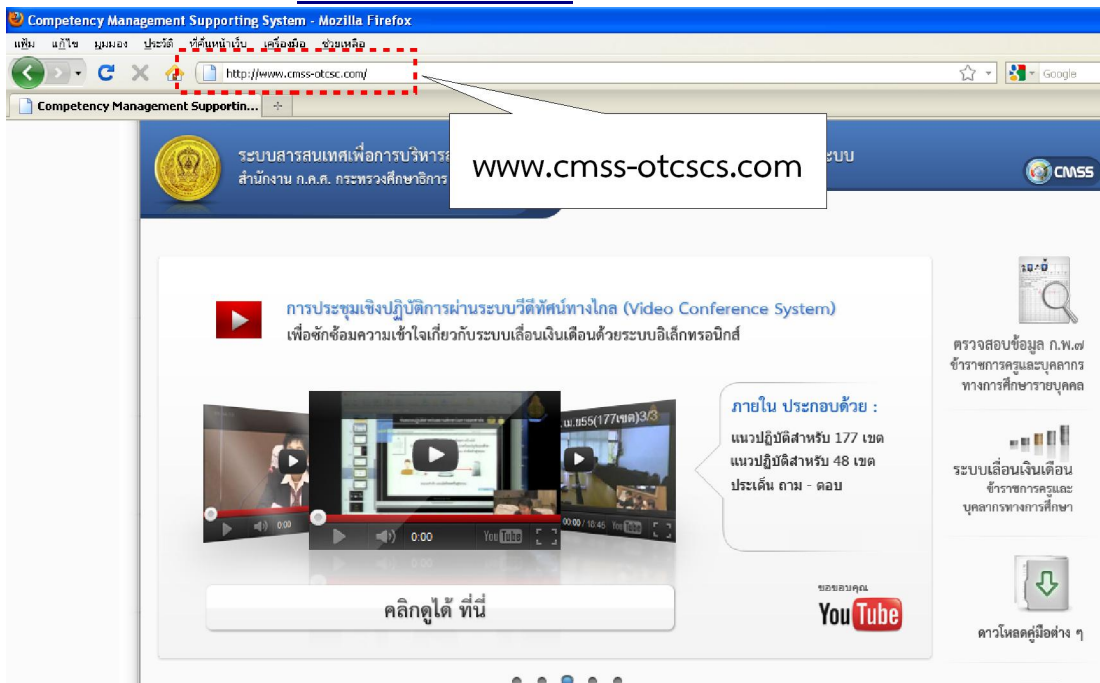 Competency Management Supporting System - Mozilla Firefox
แฟ้ม แก้ไข มุมมอง ประวัติ ที่คั่นหน้าเว็บ เครื่องมือ ช่วยเหลือ
http://www.cmss-otcsc.com/
Google
Competency Management Supportin...
www.cmss-otcscs.com
ระบบสารสนเทศเพื่อการบริหาร
สำนักงาน ก.ค.ศ. กระทรวงศึกษาธิการ
CMSS
การประชุมเชิงปฏิบัติการผ่านระบบวีดีทัศน์ทางไกล (Video Conference System)
เพื่อซักซ้อมความเข้าใจเกี่ยวกับระบบเลื่อนเงินเดือนด้วยระบบอิเล็กทรอนิกส์
ภายใน ประกอบด้วย :
แนวปฏิบัติสำหรับ 177 เขต
แนวปฏิบัติสำหรับ 48 เขต
ประเด็น ถาม - ตอบ
ม.ย55(177เขต)3/3
0:00
0:00
YouTube
00:00 / 16:46 YouTube
คลิกดูได้ ที่นี่
ขอขอบคุณ
YouTube
ตรวจสอบข้อมูล ก.พ.๗
ข้าราชการครูและบุคลากร
ทางการศึกษารายบุคคล
ระบบเลื่อนเงินเดือน
ข้าราชการครูและ
บุคลากรทางการศึกษา
ดาวโหลดคู่มือต่าง ๆ